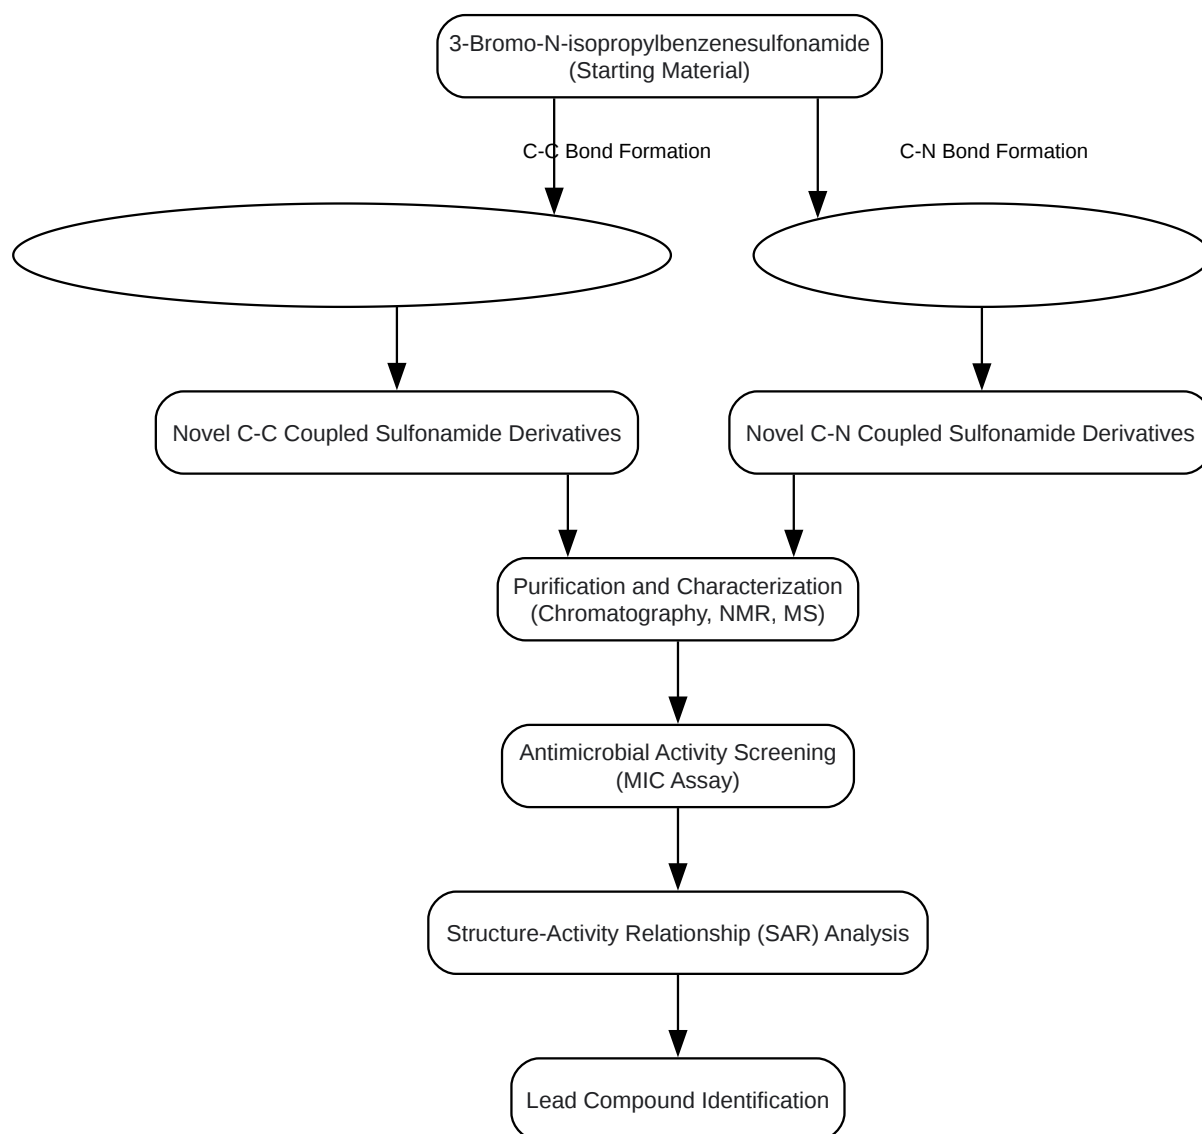 3-Bromo-N-isopropylbenzenesulfonamide
(Starting Material)
C-C Bond Formation
C-N Bond Formation
Novel C-C Coupled Sulfonamide Derivatives
Novel C-N Coupled Sulfonamide Derivatives
Purification and Characterization
(Chromatography, NMR, MS)
Antimicrobial Activity Screening
(MIC Assay)
Structure-Activity Relationship (SAR) Analysis
Lead Compound Identification